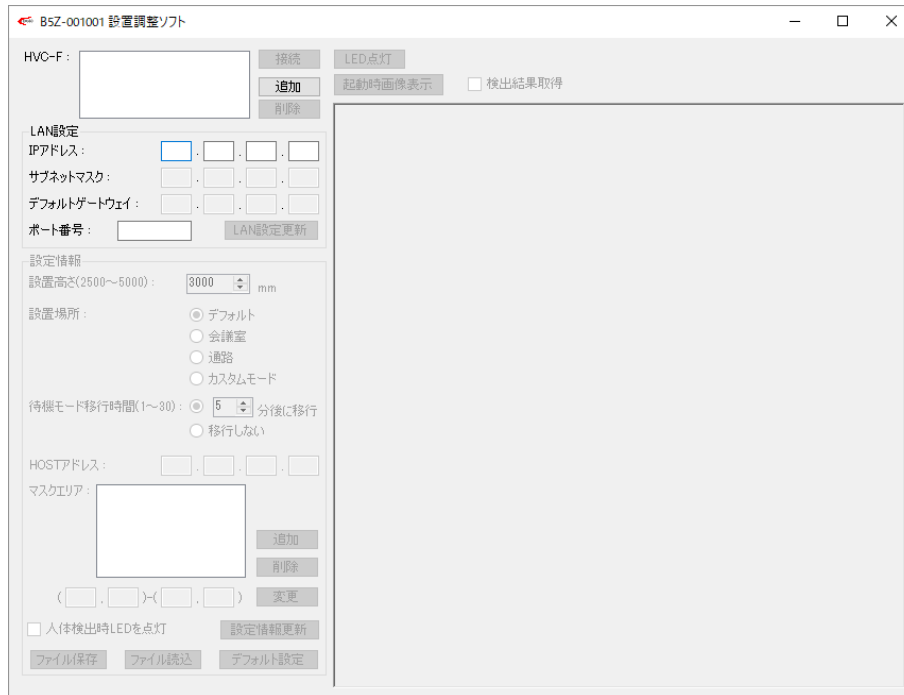 B5Z-001001 設置調整ソフト
HVC-F :
接続
追加
削除
LED点灯
起動時画像表示
検出結果取得
LAN設定
IPアドレス :
. . .
サブネットマスク :
. . .
デフォルトゲートウェイ :
. . .
ポート番号 :
LAN設定更新
設定情報
設置高さ(2500～5000) : 3000 mm
設置場所 : デフォルト
会議室
通路
カスタムモード
待機モード移行時間(1～30) : 5 分後に移行
移行しない
HOSTアドレス : . . .
マスクエリア :
追加
削除
( . )-( . ) 変更
人体検出時LEDを点灯 設定情報更新
ファイル保存 ファイル読込 デフォルト設定